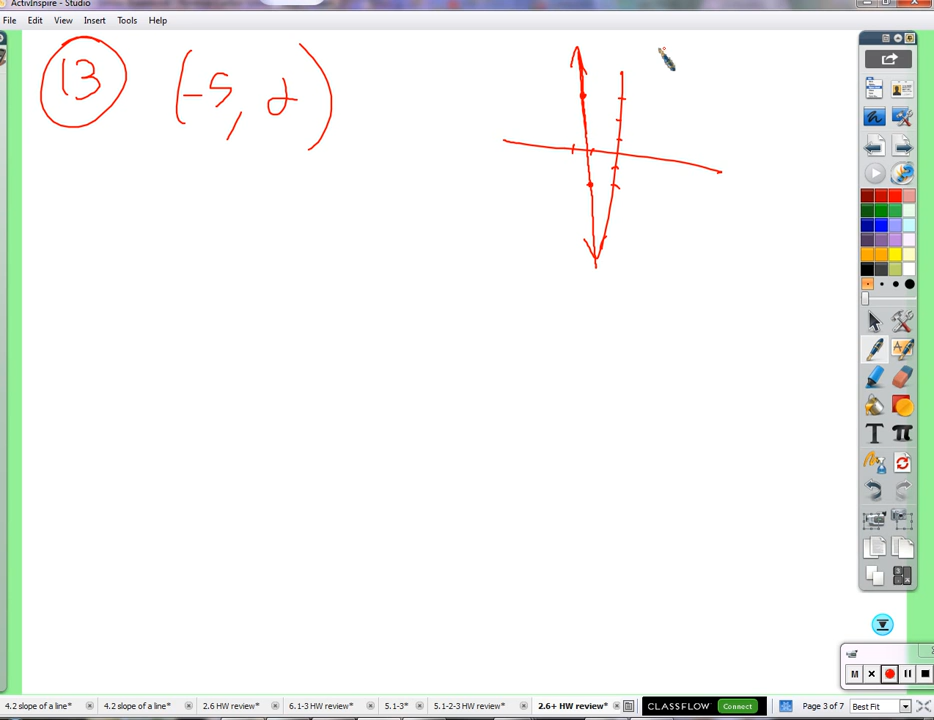 ActivInspire - Studio
File Edit View Insert Tools Help
13 (-5, 2)
M
4.2 slope of a line* 4.2 slope of a line* 2.6 HW review* 6.1-3 HW review* 5.1-3* 5.1-2-3 HW review* 2.6+ HW review* CLASSFLOW Connect Page 3 of 7 Best Fit